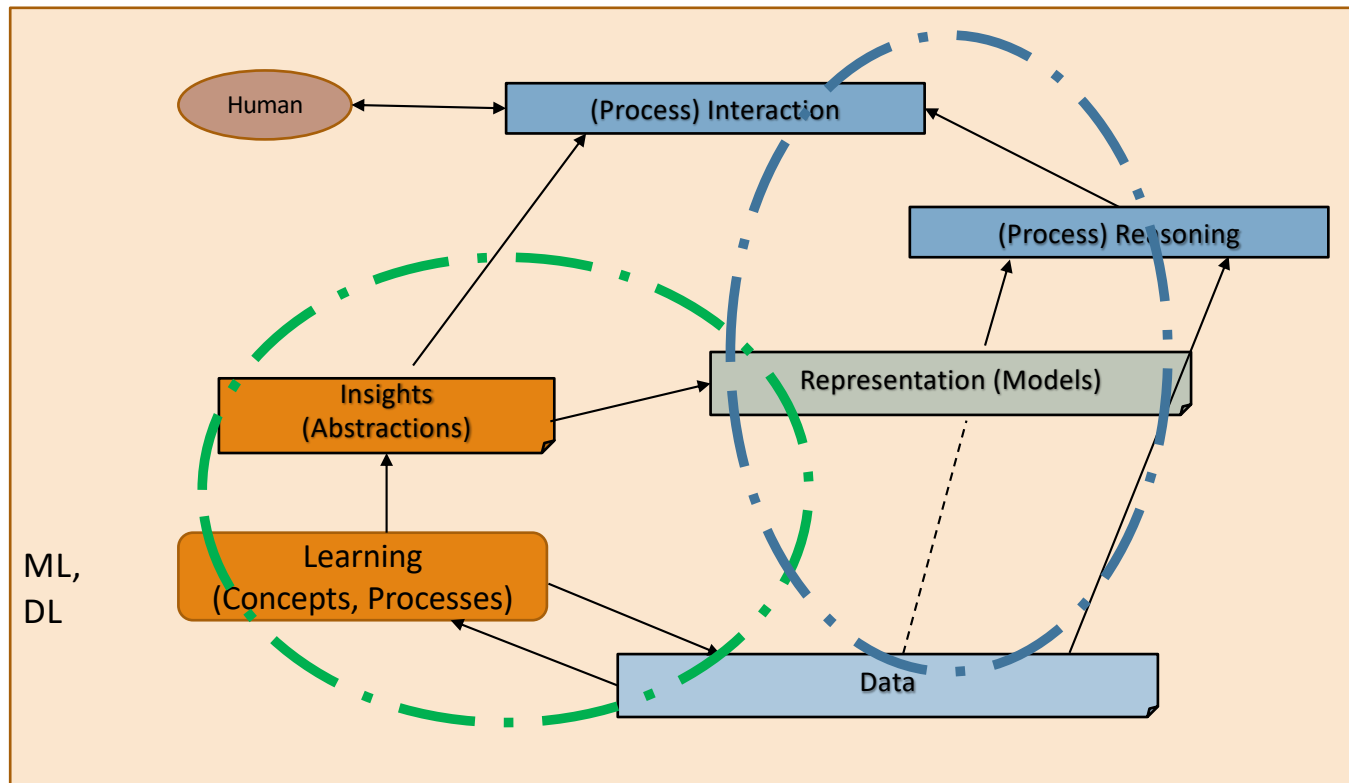 Human
(Process) Interaction
(Process) Reasoning
Representation (Models)
Insights
(Abstractions)
Learning
(Concepts, Processes)
ML,
DL
Data